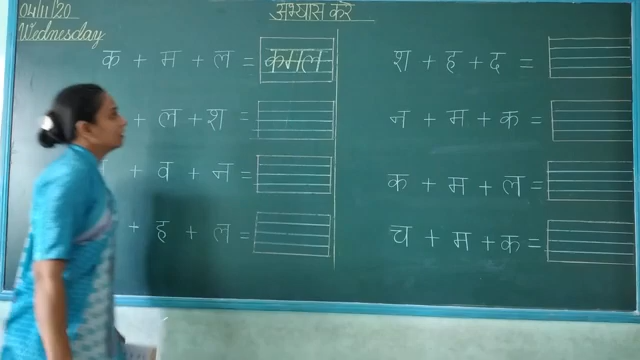 04/11/20
Wednesday
अभ्यास करे
क + म + ल = कमल
+ ल + श =
+ व + न =
+ ह + ल =
श + ह + द =
न + म + क =
क + म + ल =
च + म + क =